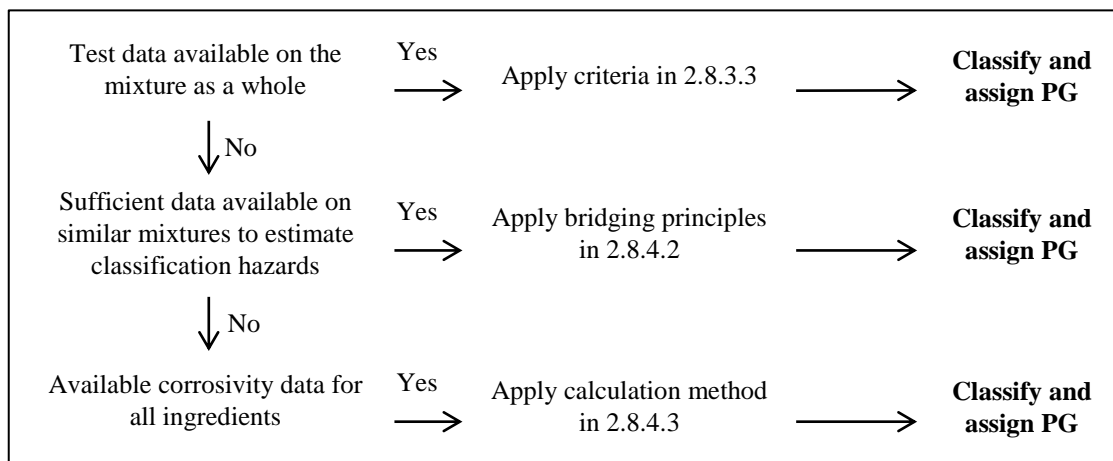 Test data available on the
mixture as a whole
Yes
Apply criteria in 2.8.3.3
Classify and
assign PG
No
Sufficient data available on
similar mixtures to estimate
classification hazards
Yes
Apply bridging principles
in 2.8.4.2
Classify and
assign PG
No
Available corrosivity data for
all ingredients
Yes
Apply calculation method
in 2.8.4.3
Classify and
assign PG